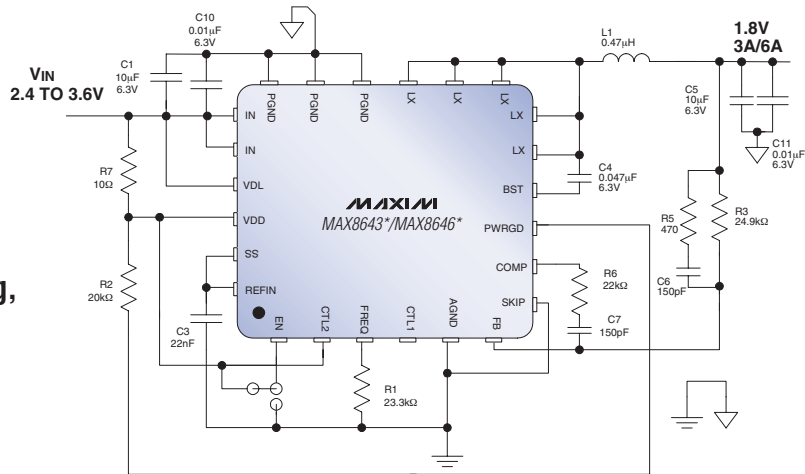 C10
0.01µF
6.3V
C1
10µF
6.3V
VIN
2.4 TO 3.6V
L1
0.47µH
1.8V
3A/6A
PGND
PGND
PGND
LX
LX
LX
IN
IN
VDL
VDD
SS
REFIN
LX
LX
BST
PWRGD
COMP
SKIP
MAXIM
MAX8643*/MAX8646*
EN
CTL2
FREQ
CTL1
AGND
FB
R7
10Ω
R2
20kΩ
g,
C3
22nF
R1
23.3kΩ
C4
0.047µF
6.3V
R6
22kΩ
C7
150pF
C5
10µF
6.3V
C11
0.01µF
6.3V
R5
470
R3
24.9kΩ
C6
150pF